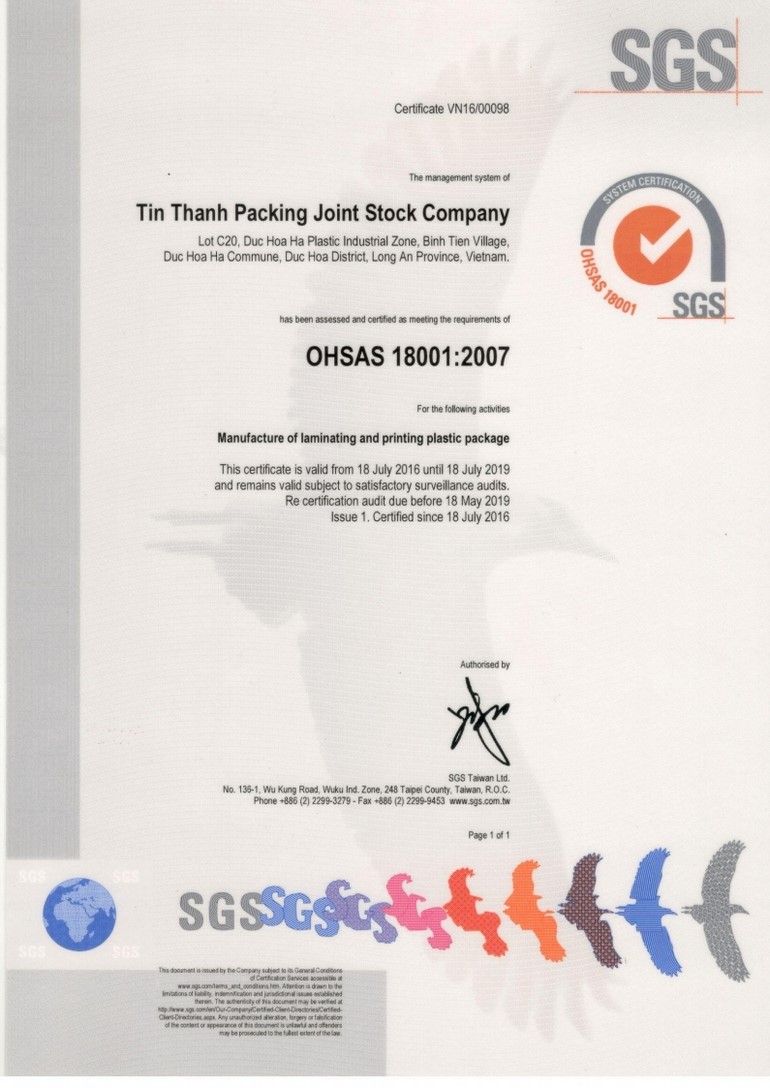 SGS
Certificate VN16/00098
The management system of
Tin Thanh Packing Joint Stock Company
Lot C20, Duc Hoa Ha Plastic Industrial Zone, Binh Tien Village,
Duc Hoa Ha Commune, Duc Hoa District, Long An Province, Vietnam.
SYSTEM CERTIFICATION
OHSAS 18001
SGS
has been assessed and certified as meeting the requirements of
OHSAS 18001:2007
For the following activities
Manufacture of laminating and printing plastic package
This certificate is valid from 18 July 2016 until 18 July 2019
and remains valid subject to satisfactory surveillance audits.
Re certification audit due before 18 May 2019
Issue 1. Certified since 18 July 2016
Authorised by
SGS Taiwan Ltd.
No. 136-1, Wu Kung Road, Wuku Ind. Zone, 248 Taipei County, Taiwan, R.O.C.
Phone +886 (2) 2299-3279 - Fax +886 (2) 2299-9453 www.sgs.com.tw
Page 1 of 1
SGS SGS
SGS SGS
SGS SGS SGS SGS
This document is issued by the Company subject to its General Conditions
of Certification Services accessible at
www.sgs.com/terms_and_conditions.htm. Attention is drawn to the
limitations of liability, indemnification and jurisdictional issues established
therein. The authenticity of this document may be verified at
http://www.sgs.com/en/Our-Company/Certified-Client-Directories/Certified-
Client-Directories.aspx. Any unauthorized alteration, forgery or falsification
of the content or appearance of this document is unlawful and offenders
may be prosecuted to the fullest extent of the law.